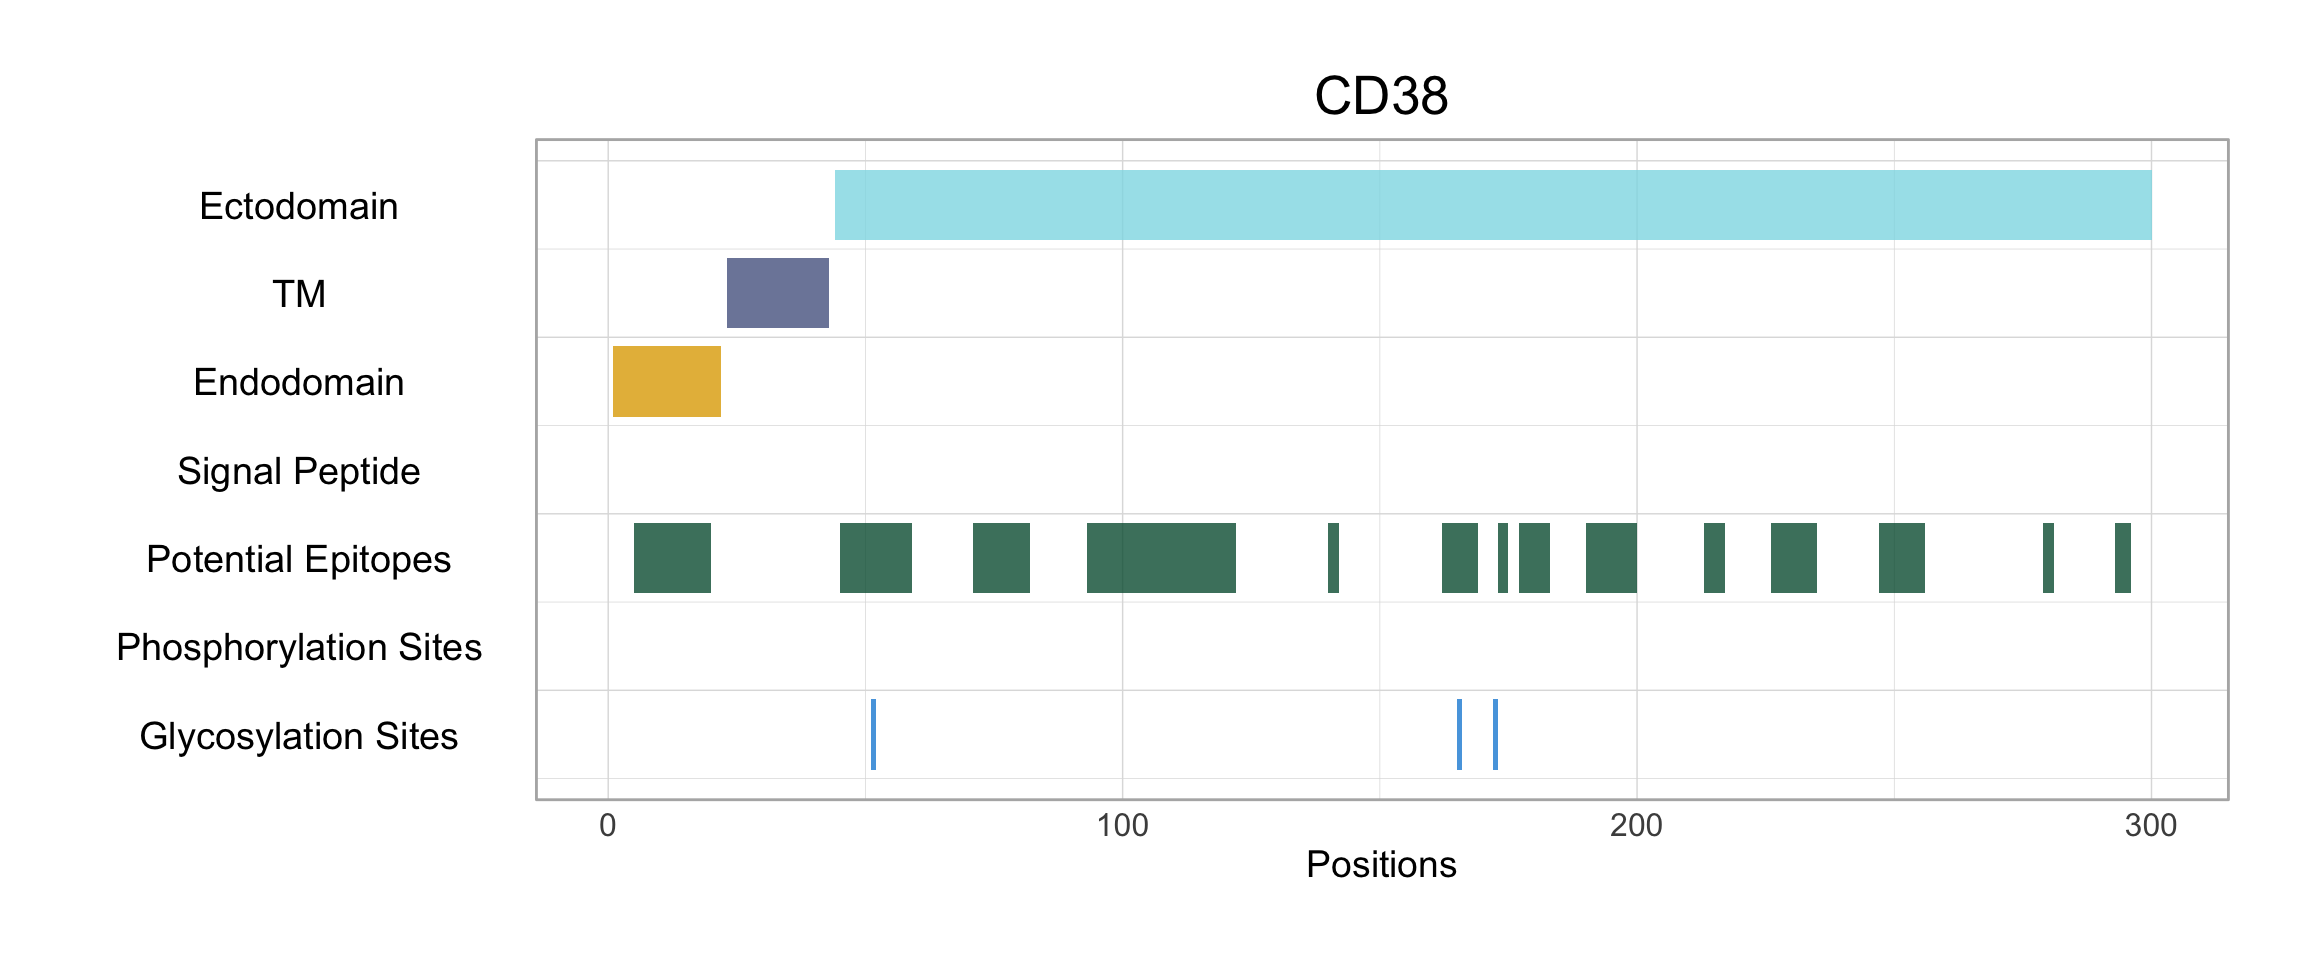 CD38
Ectodomain
TM
Endodomain
Signal Peptide
Potential Epitopes
Phosphorylation Sites
Glycosylation Sites
0 100 200 300
Positions